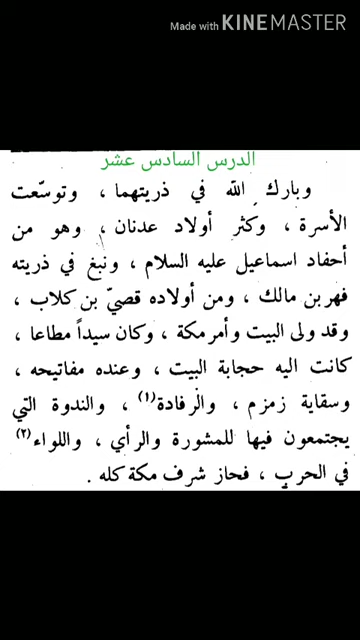 Made with KINEMASTER
الدرس السادس عشر
وبارك الله في ذريتهما ، وتوسّعت
الأسرة ، وكثر أولاد عدنان ، وهو من
أحفاد اسماعيل عليه السلام ، ونبغ في ذريته
فهر بن مالك ، ومن أولاده قصيّ بن كلاب ،
وقد ولى البيت وأمر مكة ، وكان سيداً مطاعا ،
كانت اليه حجابة البيت ، وعنده مفاتيحه ،
وسقاية زمزم ، والرفادة(١) ، والندوة التي
يجتمعون فيها للمشورة والرأي ، واللواء(٢)
في الحرب ، فحاز شرف مكة كله .